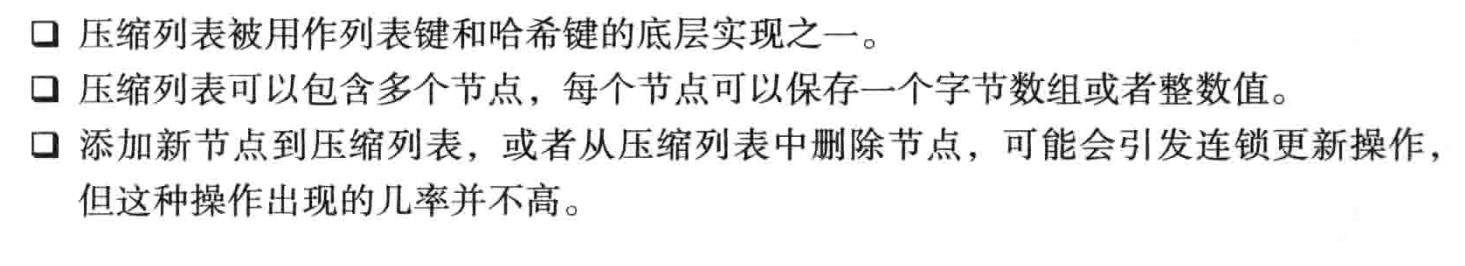 ❑ 压缩列表被用作列表键和哈希键的底层实现之一。
❑ 压缩列表可以包含多个节点，每个节点可以保存一个字节数组或者整数值。
❑ 添加新节点到压缩列表，或者从压缩列表中删除节点，可能会引发连锁更新操作，
但这种操作出现的几率并不高。